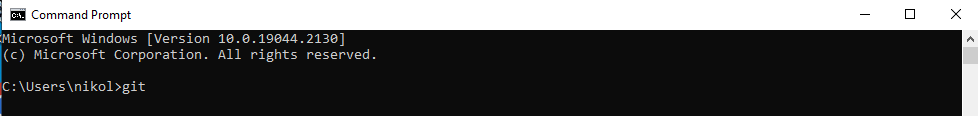 Command Prompt
Microsoft Windows [Version 10.0.19044.2130]
(c) Microsoft Corporation. All rights reserved.
C:\Users\nikol>git